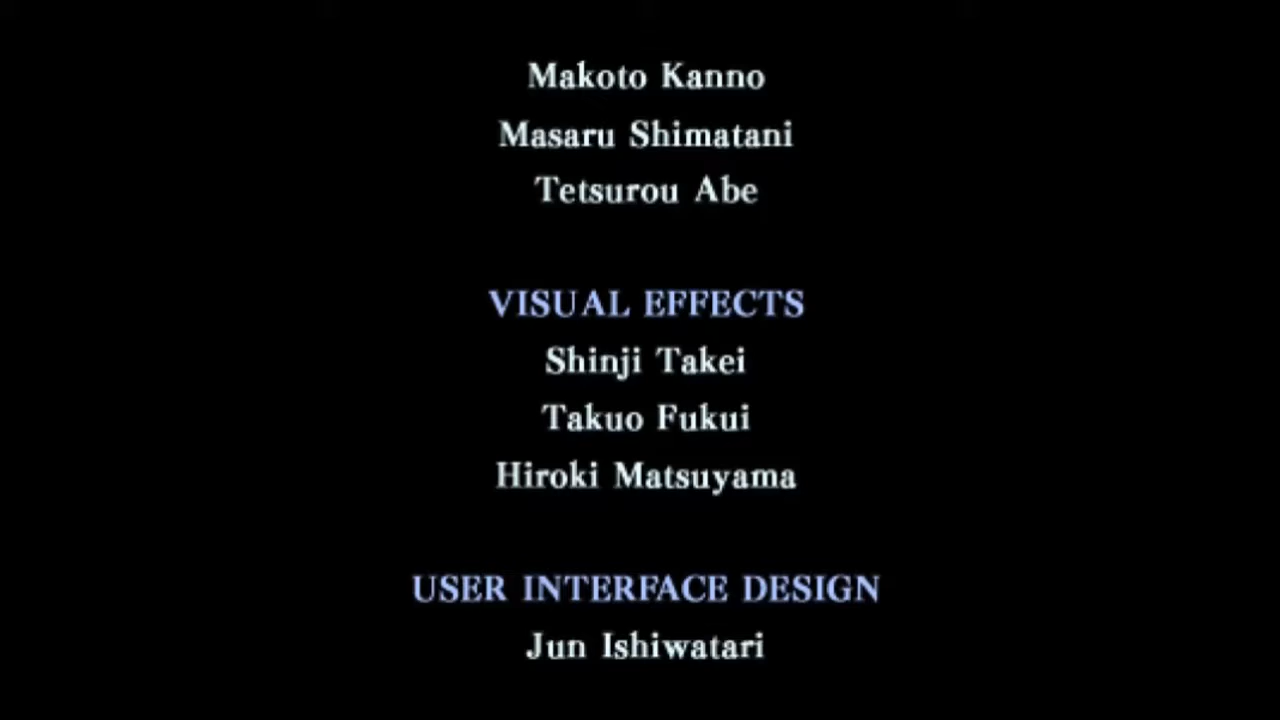 Makoto Kanno
Masaru Shimatani
Tetsurou Abe
VISUAL EFFECTS
Shinji Takei
Takuo Fukui
Hiroki Matsuyama
USER INTERFACE DESIGN
Jun Ishiwatari